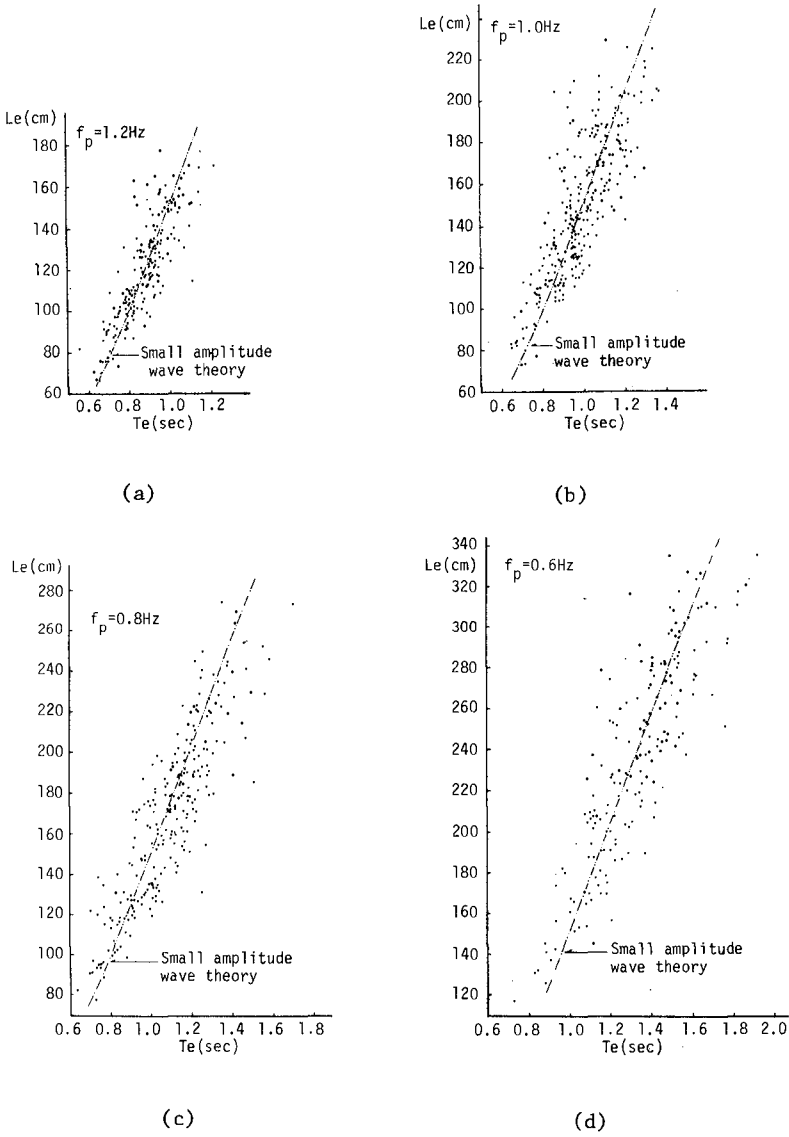 Le(cm)
f_p=1.2Hz
180
160
140
120
100
80
60
0.6 0.8 1.0 1.2
Te(sec)
Small amplitude
wave theory
(a)
Le(cm)
f_p=1.0Hz
220
200
180
160
140
120
100
80
60
0.6 0.8 1.0 1.2 1.4
Te(sec)
Small amplitude
wave theory
(b)
Le(cm)
f_p=0.8Hz
280
260
240
220
200
180
160
140
120
100
80
0.6 0.8 1.0 1.2 1.4 1.6 1.8
Te(sec)
Small amplitude
wave theory
(c)
340
Le(cm)
f_p=0.6Hz
320
300
280
260
240
220
200
180
160
140
120
0.6 0.8 1.0 1.2 1.4 1.6 1.8 2.0
Te(sec)
Small amplitude
wave theory
(d)